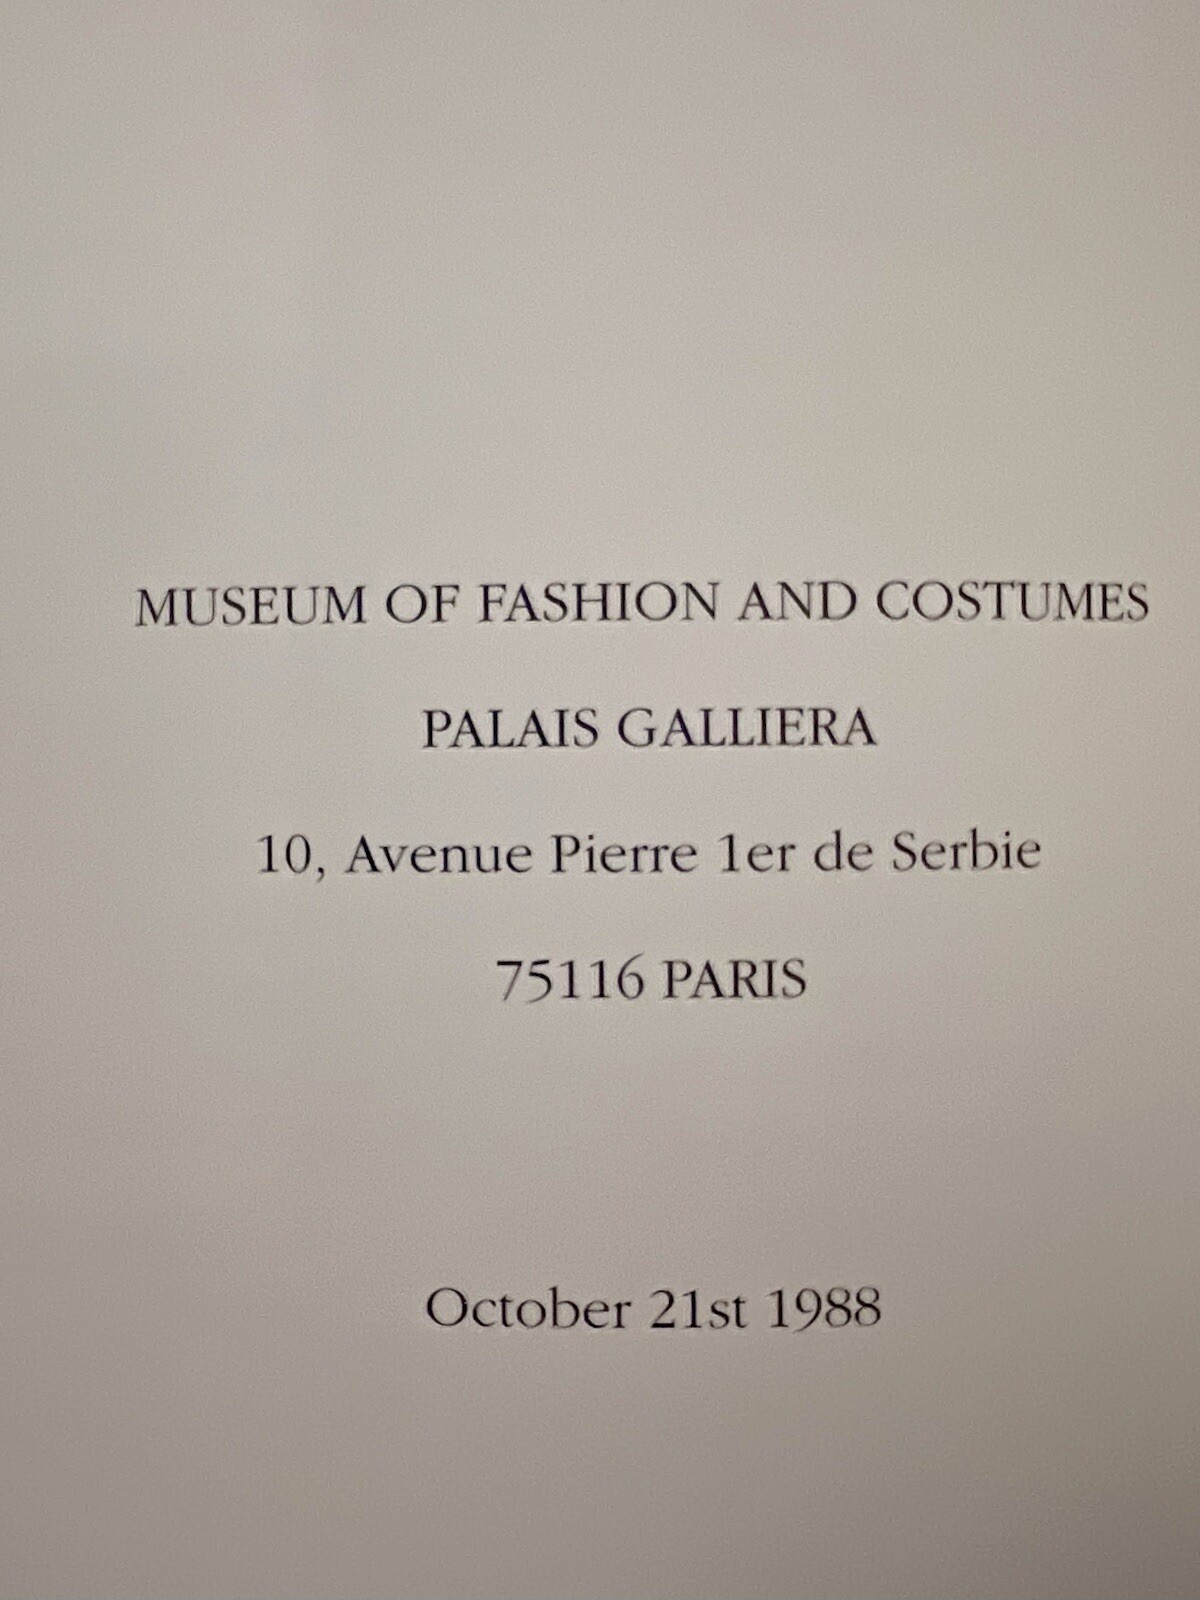 MUSEUM OF FASHION AND COSTUMES
PALAIS GALLIERA
10, Avenue Pierre 1er de Serbie
75116 PARIS
October 21st 1988